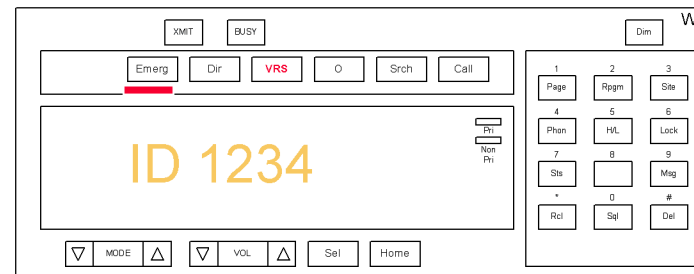 XMIT BUSY Dim W
Emerg Dir VRS O Srch Call
1 2 3
Page Rpgm Site
4 5 6
Phon H/L Lock
Pri
Non
Pri
ID 1234
7 8 9
Sts Msg
* 0 #
Rcl Sql Del
MODE VOL Sel Home